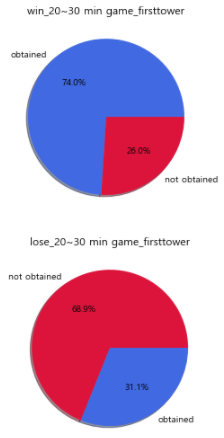 win_20~30 min game_firsttower
obtained
74.0%
26.0%
not obtained
lose_20~30 min game_firsttower
not obtained
68.9%
31.1%
obtained